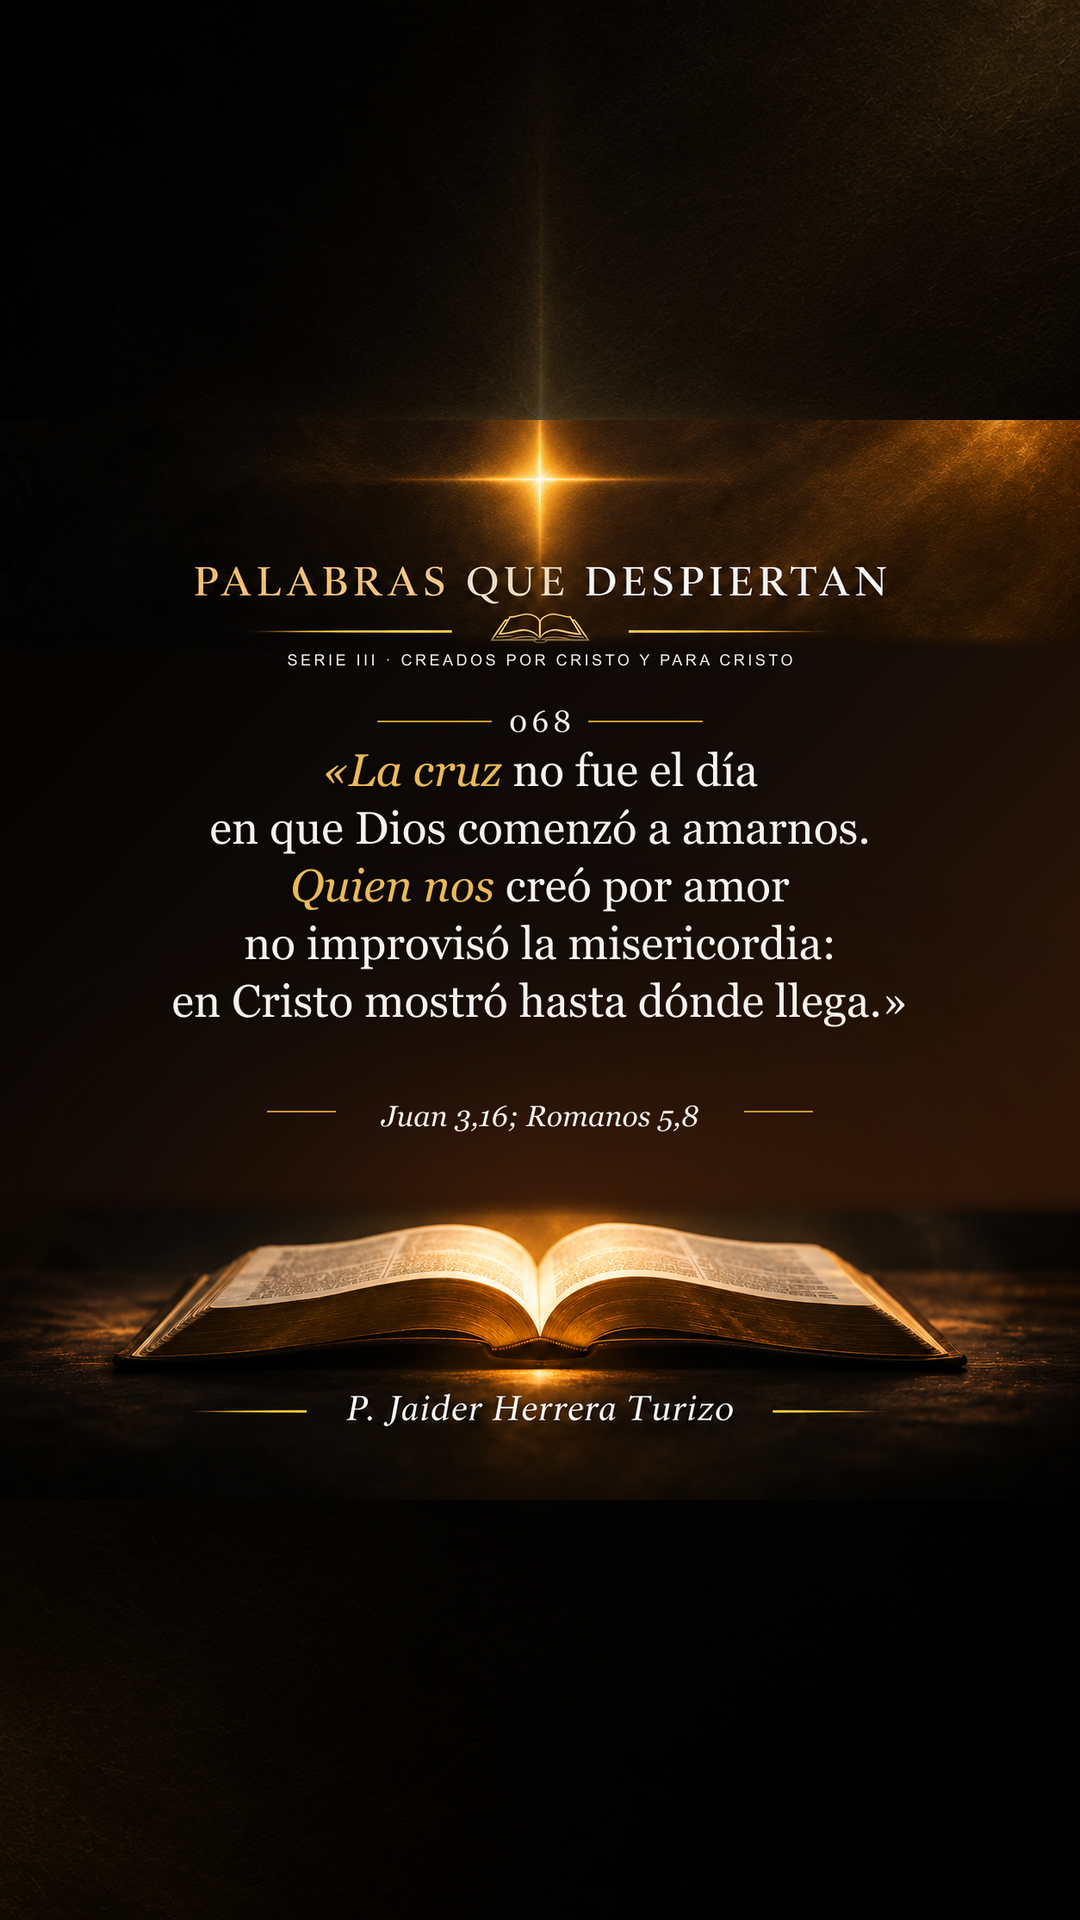 PALABRAS QUE DESPIERTAN
SERIE III · CREADOS POR CRISTO Y PARA CRISTO
068
«La cruz no fue el día
en que Dios comenzó a amarnos.
Quien nos creó por amor
no improvisó la misericordia:
en Cristo mostró hasta dónde llega.»
Juan 3,16; Romanos 5,8
P. Jaider Herrera Turizo